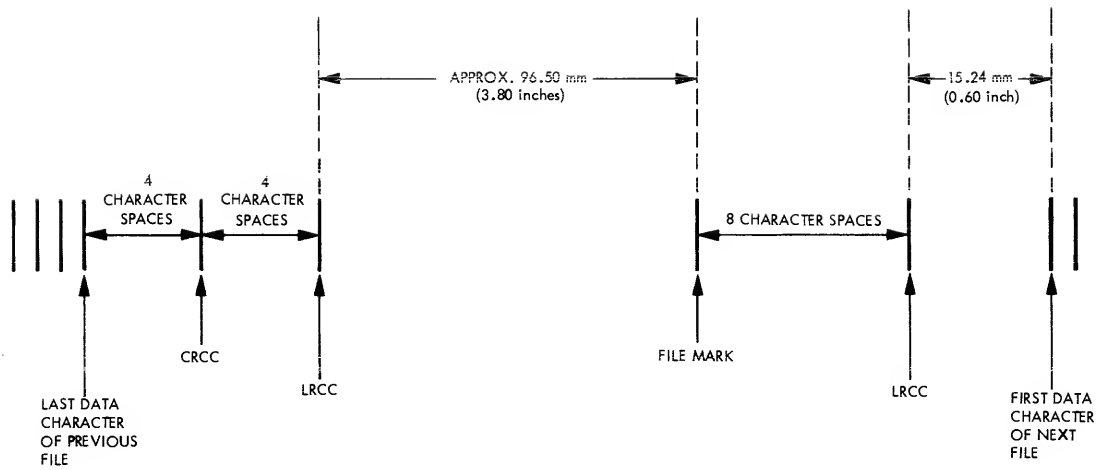 APPROX. 96.50 mm
(3.80 inches)
15.24 mm
(0.60 inch)
4
CHARACTER
SPACES
4
CHARACTER
SPACES
8 CHARACTER SPACES
CRCC
FILE MARK
LRCC
LRCC
LAST DATA
CHARACTER
OF PREVIOUS
FILE
FIRST DATA
CHARACTER
OF NEXT
FILE